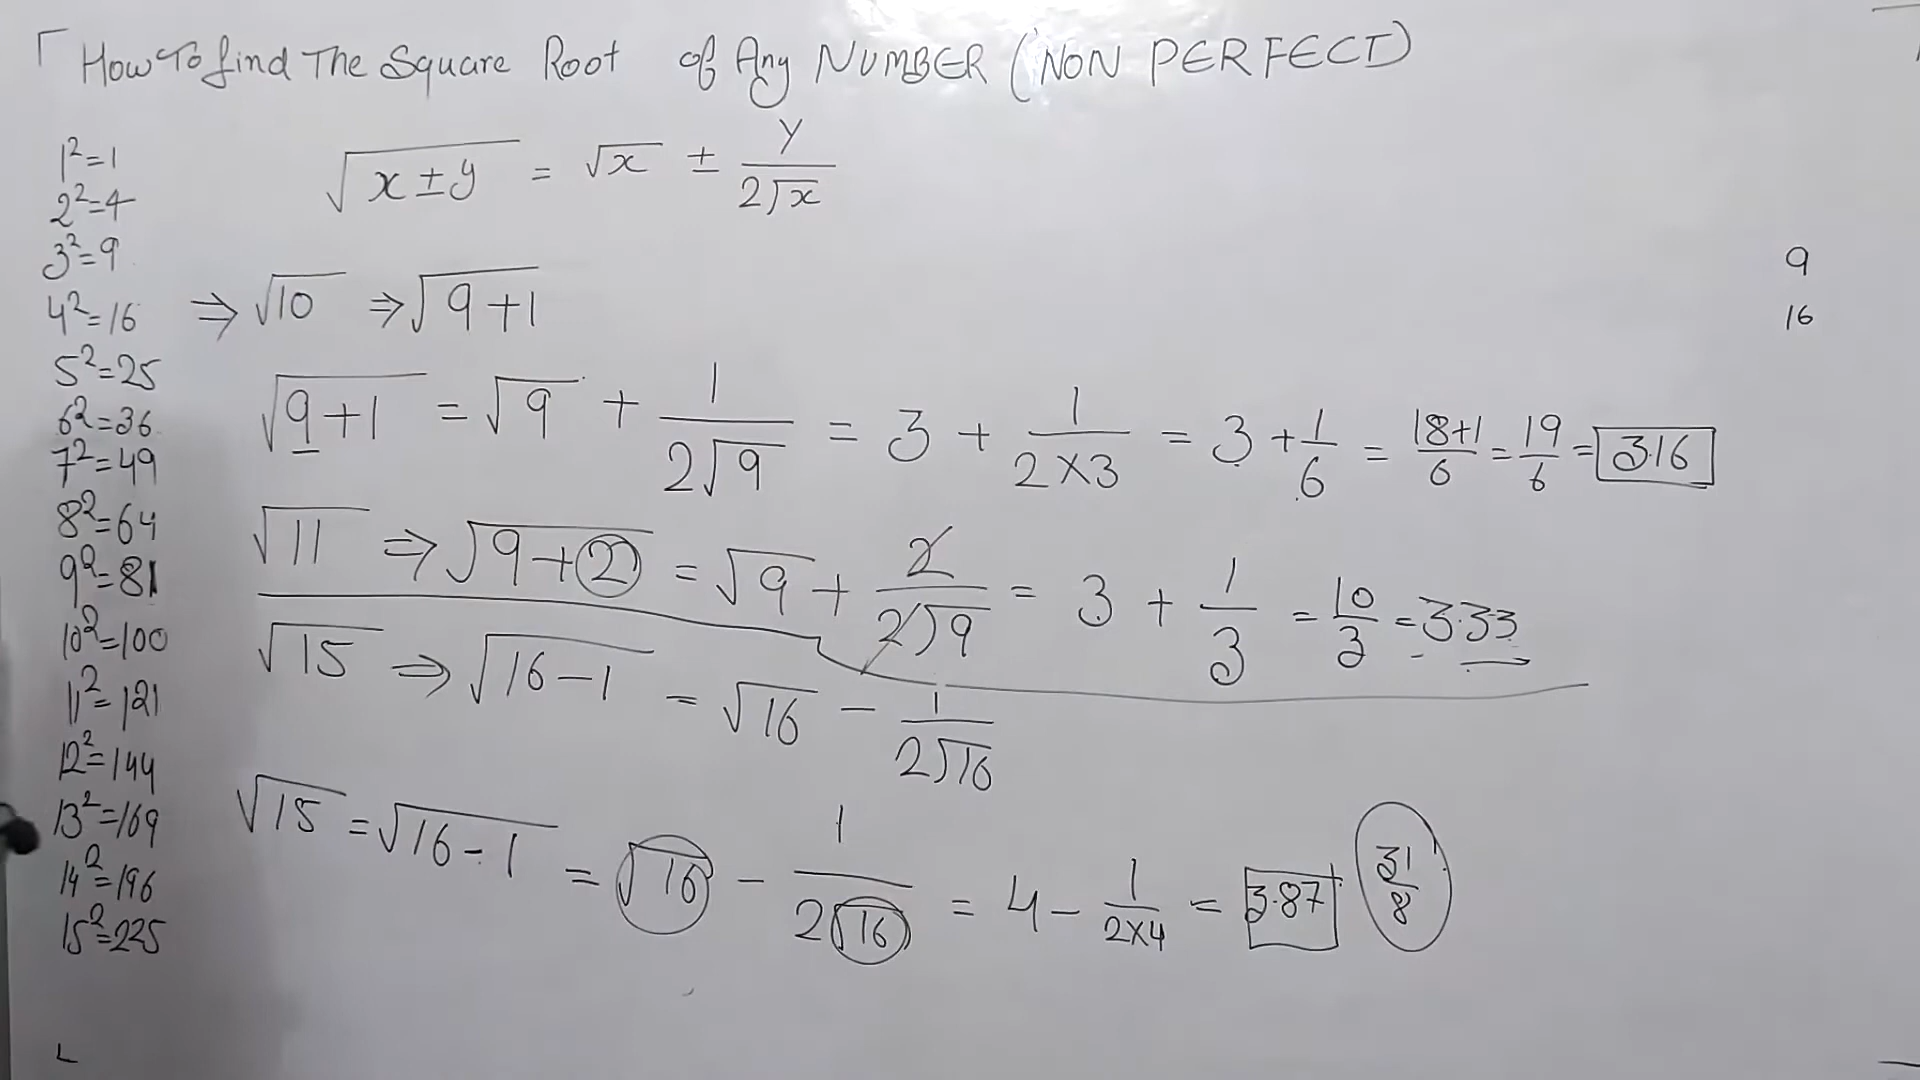 How To find The Square Root of Any NUMBER (NON PERFECT)
1²=1
2²=4
3²=9
4²=16
5²=25
6²=36
7²=49
8²=64
9²=81
10²=100
11²=121
12²=144
13²=169
14²=196
15²=225
√(x±y) = √x ± y/(2√x)
⇒ √10 ⇒ √(9+1)
9
16
√(9+1) = √9 + 1/(2√9) = 3 + 1/(2×3) = 3 + 1/6 = (18+1)/6 = 19/6 = 3.16
√11 ⇒ √(9+2) = √9 + 2/(2√9) = 3 + 1/3 = 10/3 = 3.33
√15 ⇒ √(16-1) = √16 - 1/(2√16)
√15 = √(16-1) = √16 - 1/(2√16) = 4 - 1/(2×4) = 3.87 31/8